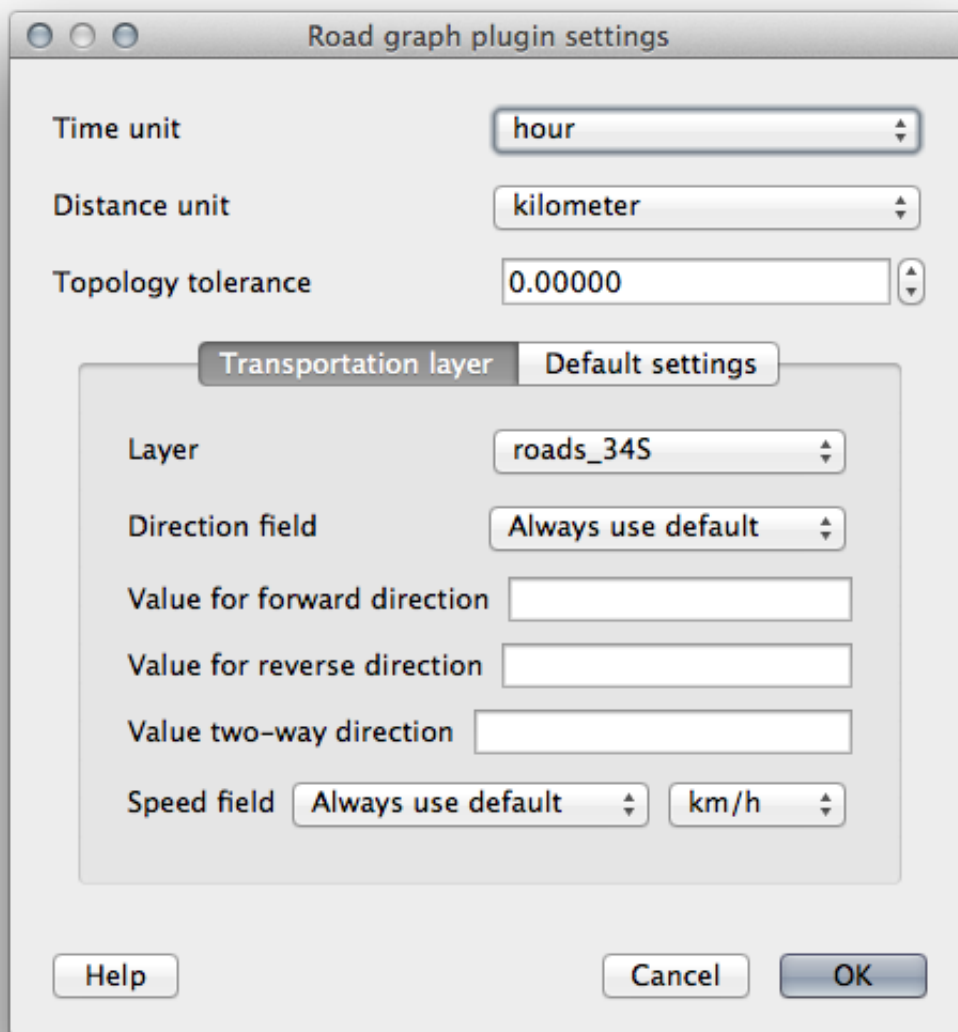 Road graph plugin settings
Time unit hour
Distance unit kilometer
Topology tolerance 0.00000
Transportation layer Default settings
Layer roads_34S
Direction field Always use default
Value for forward direction
Value for reverse direction
Value two-way direction
Speed field Always use default km/h
Help Cancel OK